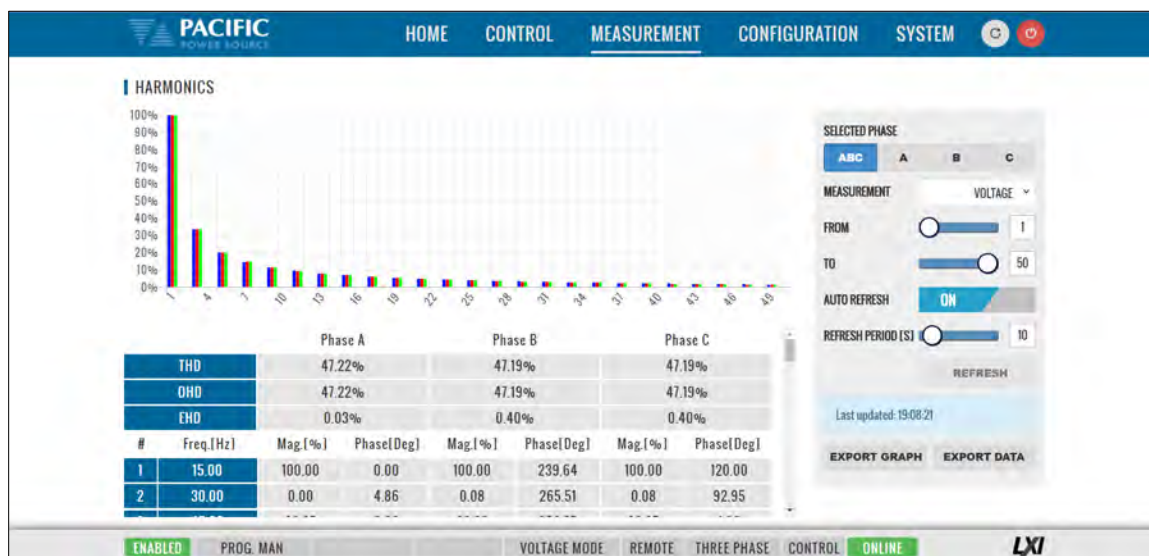 PACIFIC
POWER SOURCE
HOME CONTROL MEASUREMENT CONFIGURATION SYSTEM
HARMONICS
100%
90%
80%
70%
60%
50%
40%
30%
20%
10%
0%
1 4 7 10 13 16 19 22 25 28 31 34 37 40 43 46 49
SELECTED PHASE
ABC A B C
MEASUREMENT VOLTAGE
FROM 1
TO 50
AUTO REFRESH ON
REFRESH PERIOD [S] 10
REFRESH
Last updated: 19:08:21
EXPORT GRAPH EXPORT DATA
Phase A Phase B Phase C
THD 47.22% 47.19% 47.19%
OHD 47.22% 47.19% 47.19%
EHD 0.03% 0.40% 0.40%
# Freq.[Hz] Mag.[%] Phase[Deg] Mag.[%] Phase[Deg] Mag.[%] Phase[Deg]
1 15.00 100.00 0.00 100.00 239.64 100.00 120.00
2 30.00 0.00 4.86 0.08 265.51 0.08 92.95
ENABLED PROG. MAN VOLTAGE MODE REMOTE THREE PHASE CONTROL ONLINE LXI